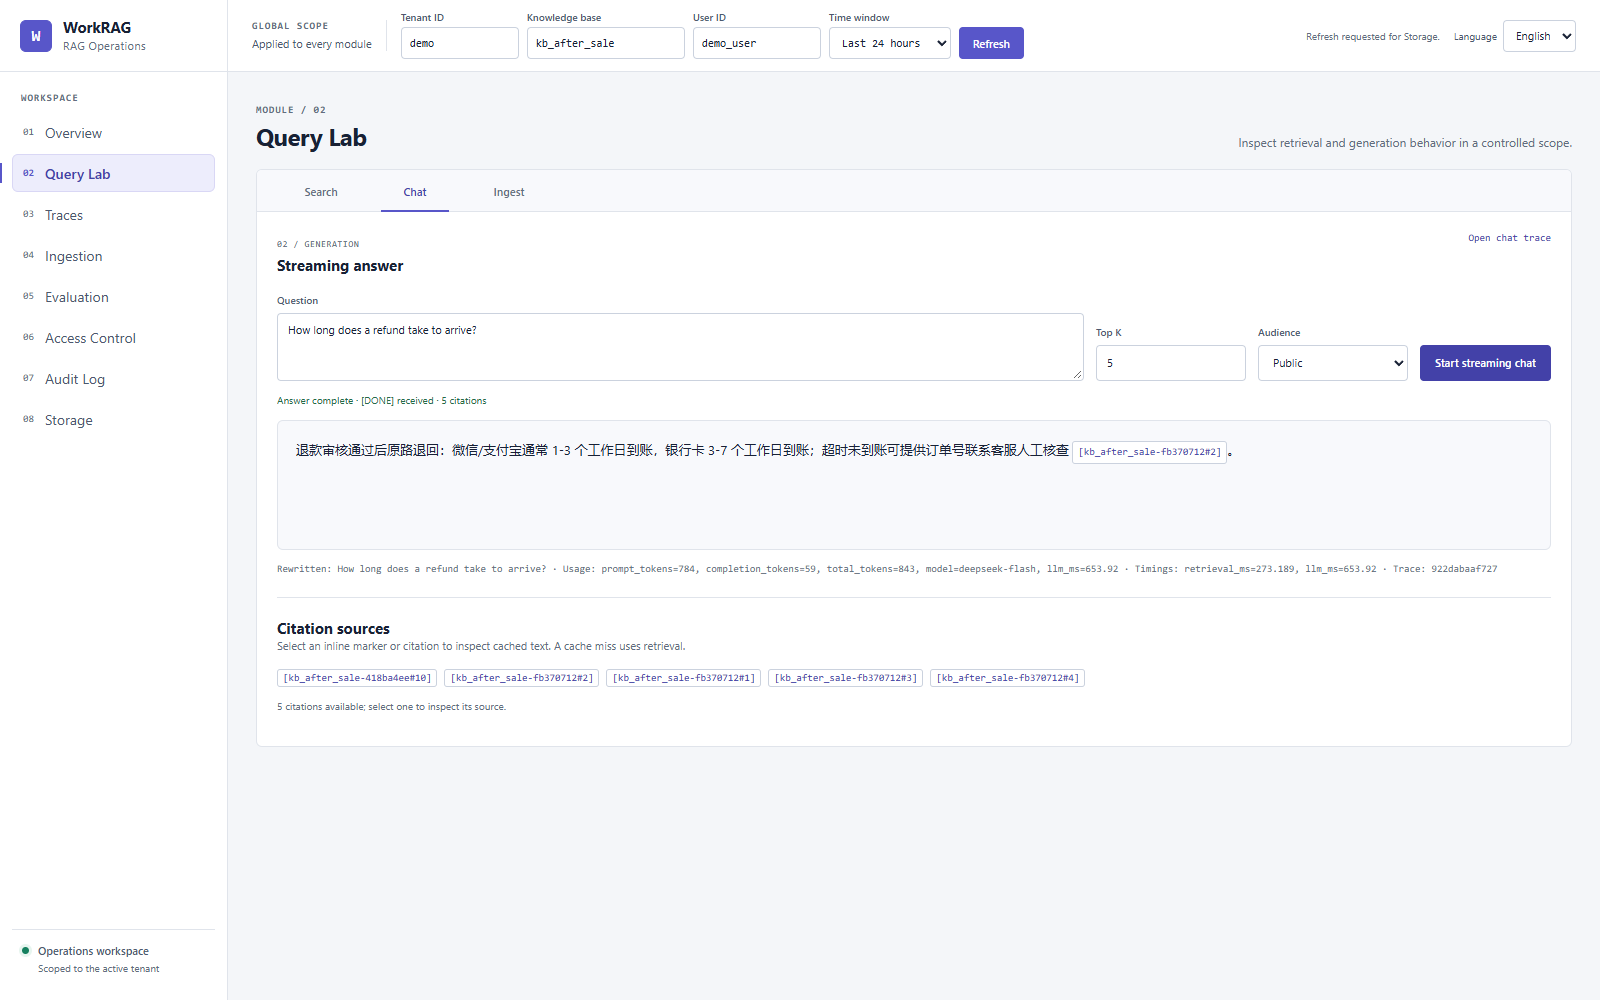 W
WorkRAG
RAG Operations
GLOBAL SCOPE
Applied to every module
Tenant ID
demo
Knowledge base
kb_after_sale
User ID
demo_user
Time window
Last 24 hours
Refresh
Refresh requested for Storage.
Language
English
WORKSPACE
01 Overview
02 Query Lab
03 Traces
04 Ingestion
05 Evaluation
06 Access Control
07 Audit Log
08 Storage
Operations workspace
Scoped to the active tenant
MODULE / 02
Query Lab
Inspect retrieval and generation behavior in a controlled scope.
Search
Chat
Ingest
02 / GENERATION
Open chat trace
Streaming answer
Question
How long does a refund take to arrive?
Top K
5
Audience
Public
Start streaming chat
Answer complete · [DONE] received · 5 citations
退款审核通过后原路退回：微信/支付宝通常 1-3 个工作日到账，银行卡 3-7 个工作日到账；超时未到账可提供订单号联系客服人工核查 [kb_after_sale-fb370712#2]。
Rewritten: How long does a refund take to arrive? · Usage: prompt_tokens=784, completion_tokens=59, total_tokens=843, model=deepseek-flash, llm_ms=653.92 · Timings: retrieval_ms=273.189, llm_ms=653.92 · Trace: 922dabaaf727
Citation sources
Select an inline marker or citation to inspect cached text. A cache miss uses retrieval.
[kb_after_sale-418ba4ee#10] [kb_after_sale-fb370712#2] [kb_after_sale-fb370712#1] [kb_after_sale-fb370712#3] [kb_after_sale-fb370712#4]
5 citations available; select one to inspect its source.